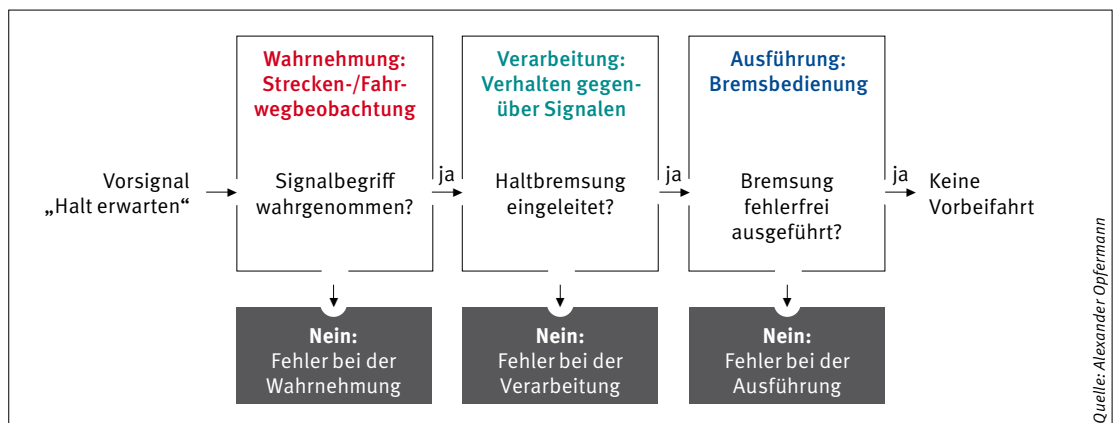 Wahrnehmung:
Strecken-/Fahr-
wegbeobachtung
Verarbeitung:
Verhalten gegen-
über Signalen
Ausführung:
Bremsbedienung
Vorsignal
„Halt erwarten“
Signalbegriff
wahrgenommen?
ja
Haltbremsung
eingeleitet?
ja
Bremsung
fehlerfrei
ausgeführt?
ja
Keine
Vorbeifahrt
Nein:
Fehler bei der
Wahrnehmung
Nein:
Fehler bei der
Verarbeitung
Nein:
Fehler bei der
Ausführung
Quelle: Alexander Opfermann